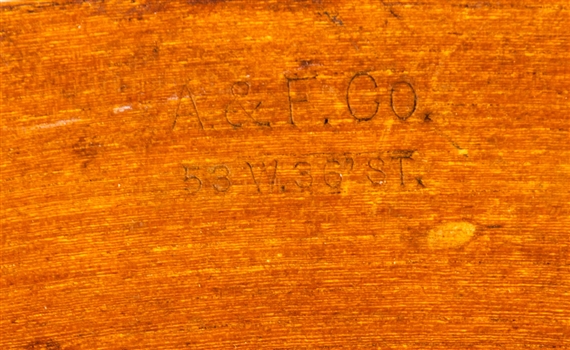 A. & F. Co.
53 W. 36' ST.